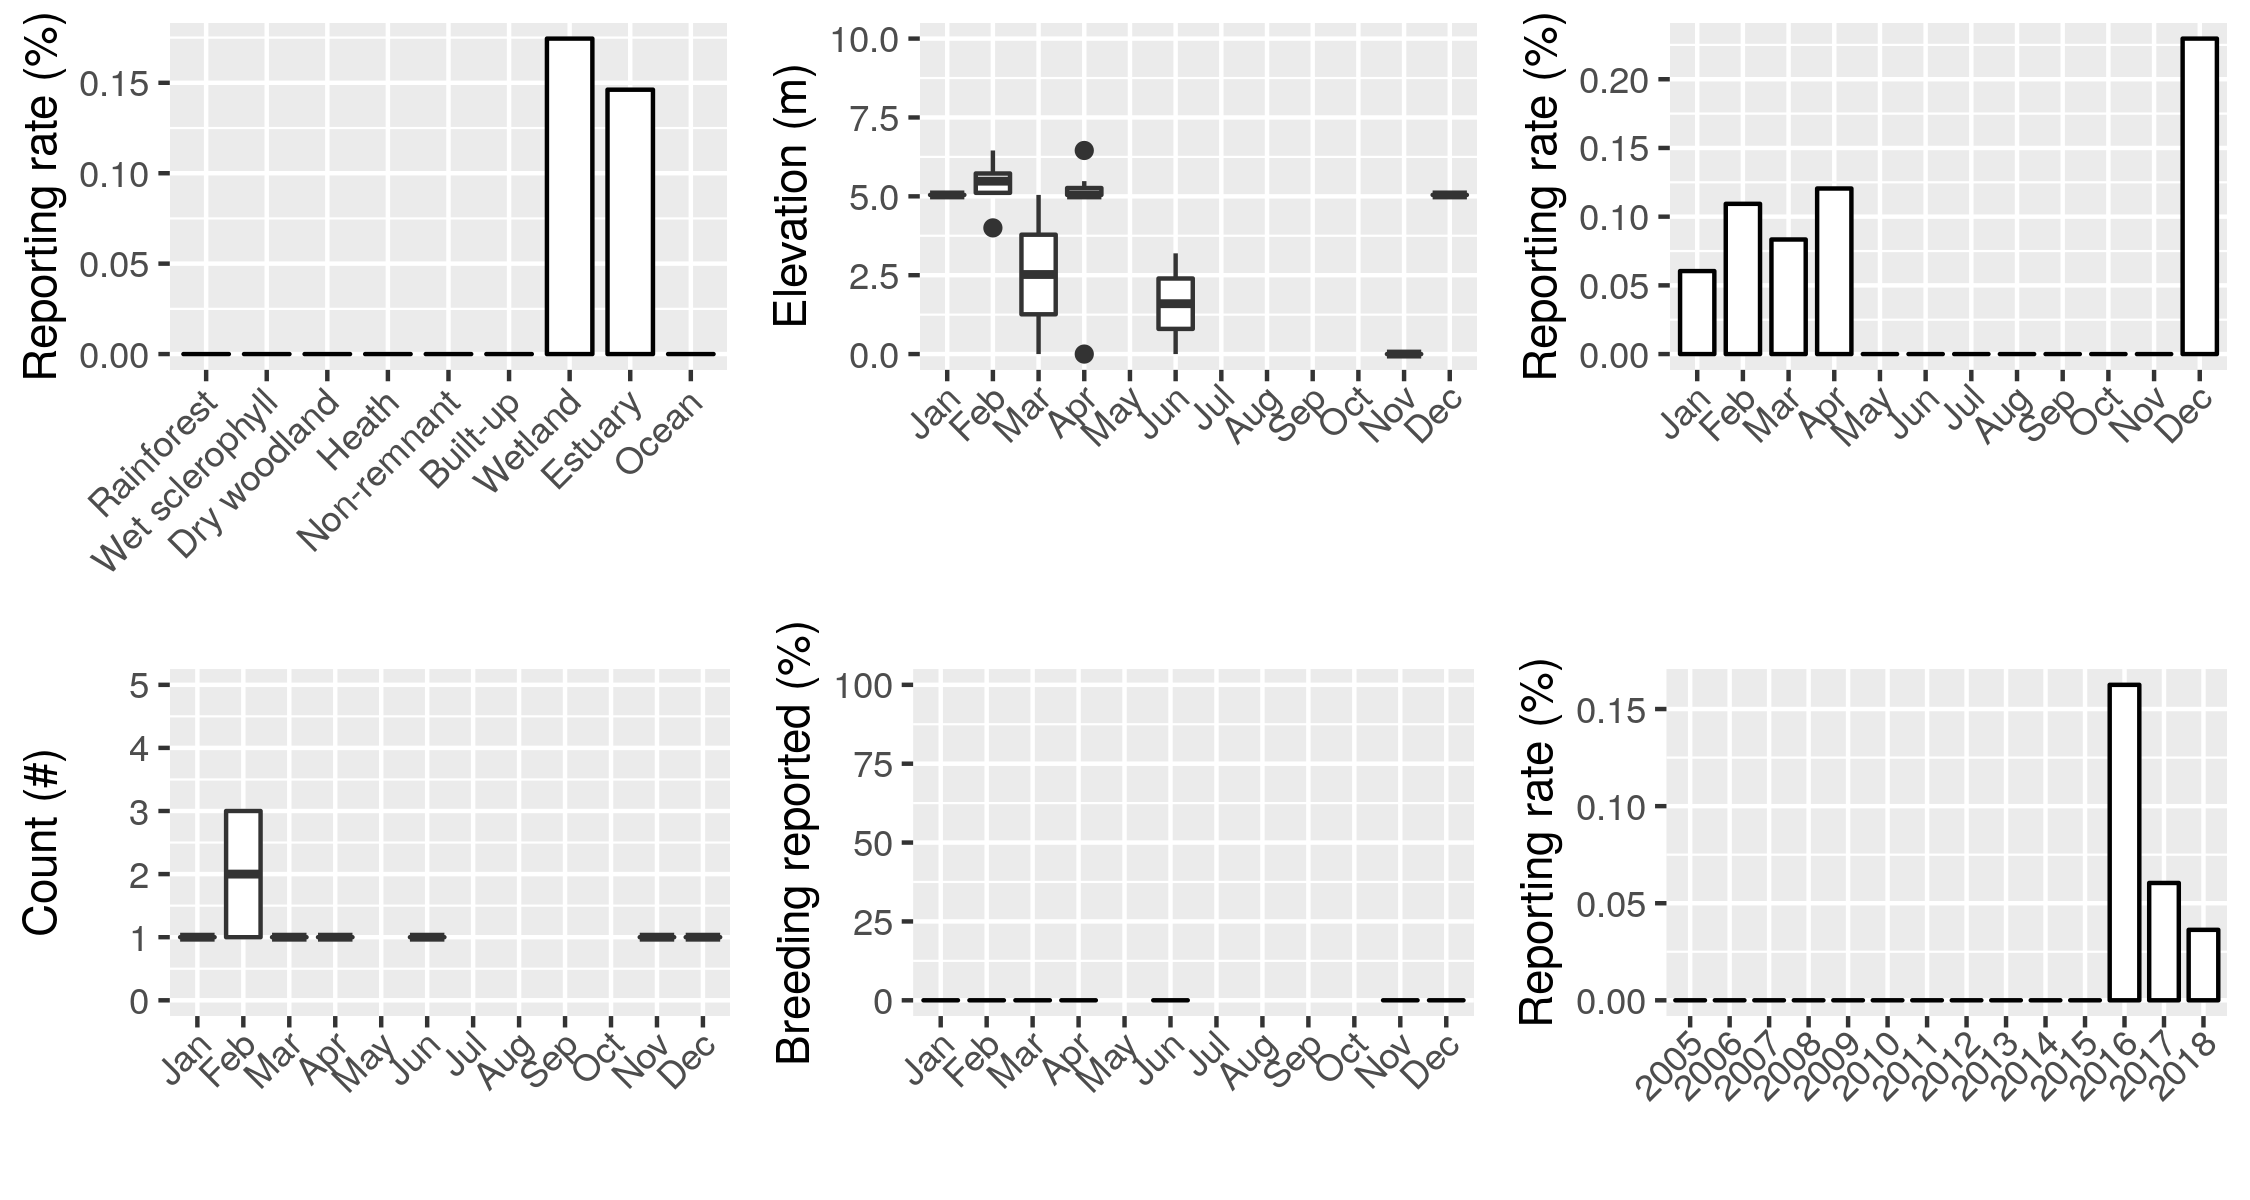 Reporting rate (%)
0.15
0.10
0.05
0.00
Rainforest
Wet sclerophyll
Dry woodland
Heath
Non-remnant
Built-up
Wetland
Estuary
Ocean
Elevation (m)
10.0
7.5
5.0
2.5
0.0
Jan
Feb
Mar
Apr
May
Jun
Jul
Aug
Sep
Oct
Nov
Dec
Reporting rate (%)
0.20
0.15
0.10
0.05
0.00
Jan
Feb
Mar
Apr
May
Jun
Jul
Aug
Sep
Oct
Nov
Dec
Count (#)
5
4
3
2
1
0
Jan
Feb
Mar
Apr
May
Jun
Jul
Aug
Sep
Oct
Nov
Dec
Breeding reported (%)
100
75
50
25
0
Jan
Feb
Mar
Apr
May
Jun
Jul
Aug
Sep
Oct
Nov
Dec
Reporting rate (%)
0.15
0.10
0.05
0.00
2005
2006
2007
2008
2009
2010
2011
2012
2013
2014
2015
2016
2017
2018